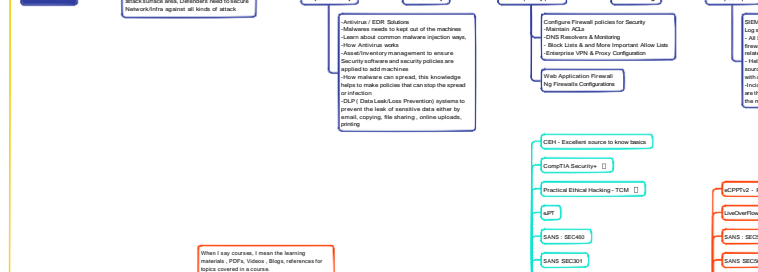 attack surface area, Defenders need to secure
Network/Infra against all kinds of attack
-Antivirus / EDR Solutions
-Malwares needs to kept out of the machines
-Learn about common malware injection ways,
-How Antivirus works
-Asset/Inventory management to ensure
Security software and security policies are
applied to add machines
-How malware can spread, this knowledge
helps to make policies that can stop the spread
or infection
-DLP ( Data Leak/Loss Prevention) systems to
prevent the leak of sensitive data either by
email, copying, file sharing , online uploads,
printing
Configure Firewall policies for Security
-Maintain ACLs
-DNS Resolvers & Monitoring
- Block Lists & and More Important Allow Lists
-Enterprise VPN & Proxy Configuration
Web Application Firewall
Ng Firewalls Configurations
SIEM
Log s
- All
firew
relate
- Hel
sourc
with a
-Incid
are th
the m
CEH - Excellent source to know basics
CompTIA Security+
Practical Ethical Hacking - TCM
eJPT
SANS : SEC460
SANS SEC301
eCPPTv2 -
LiveOverFlow
SANS : SEC5
SANS SEC5
When I say courses, I mean the learning
materials , PDFs, Videos , Blogs, references for
topics covered in a course.